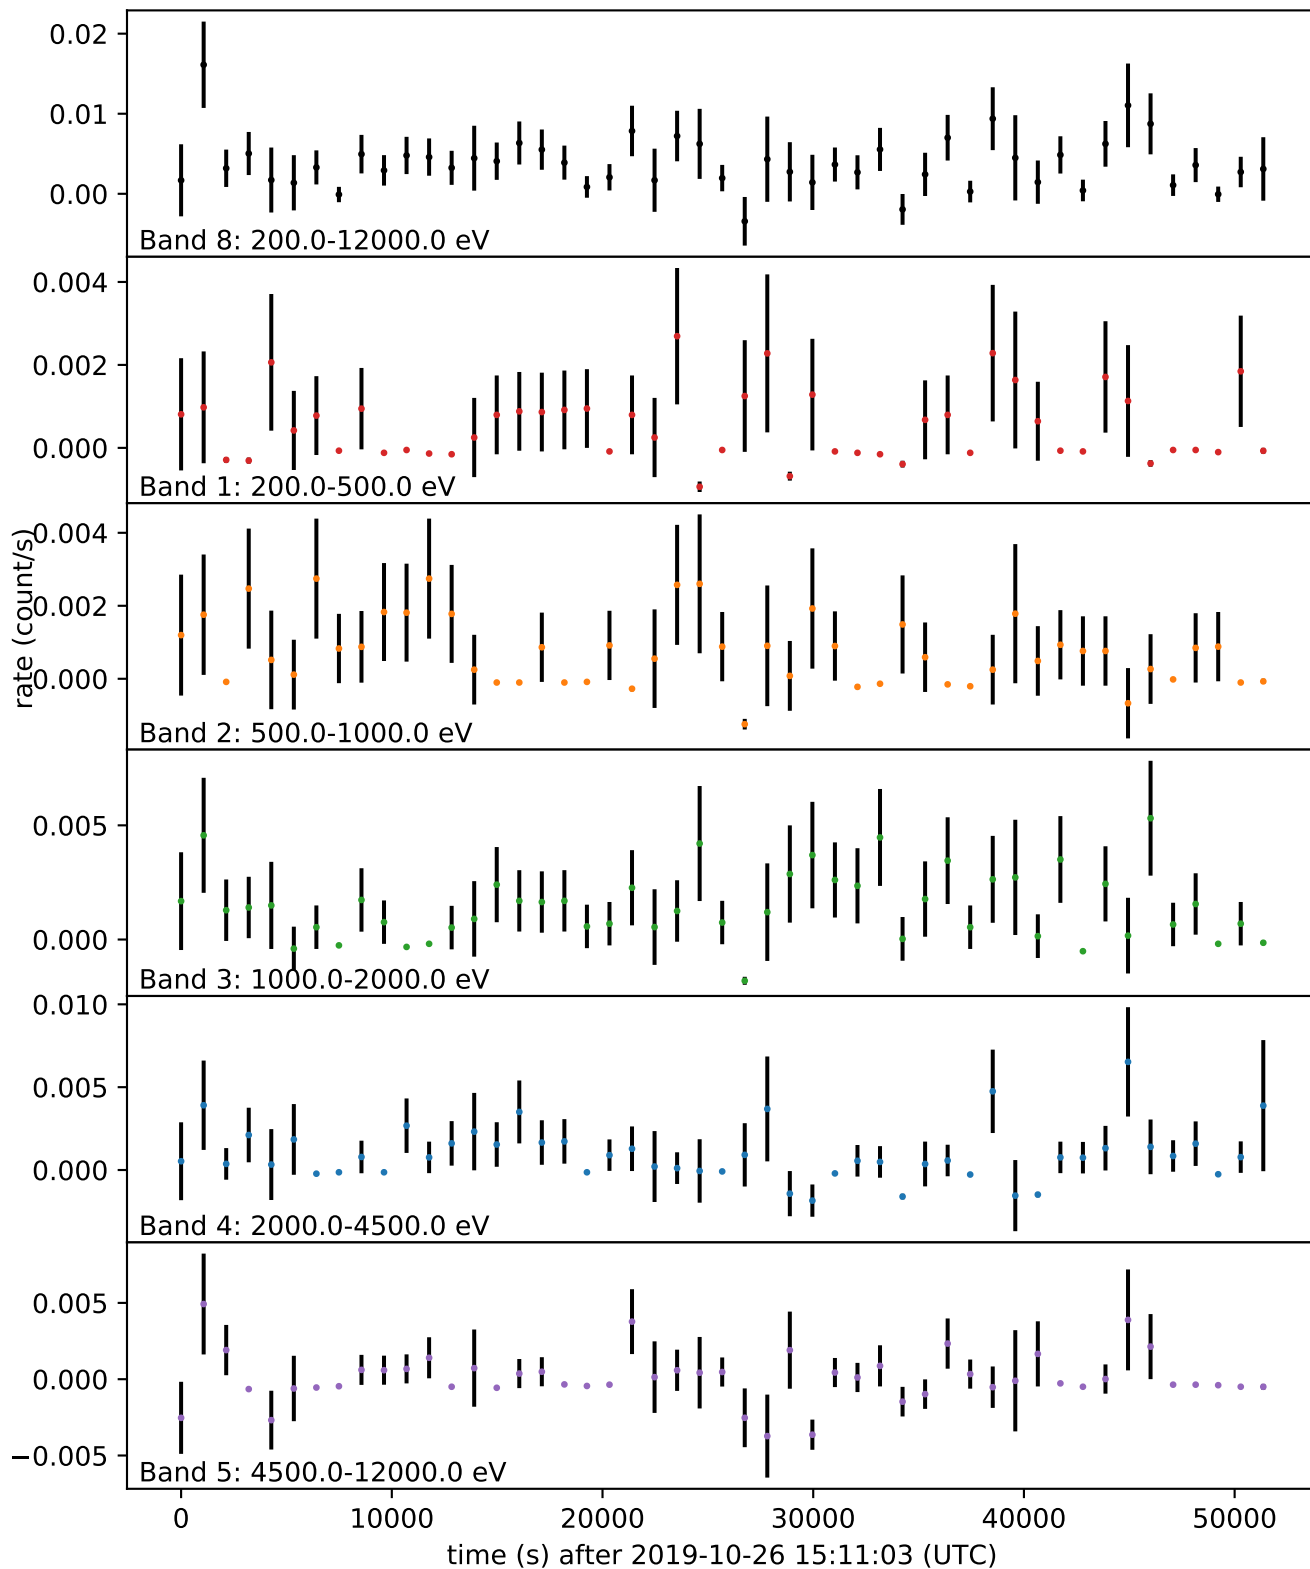 0.02
0.01
0.00
Band 8: 200.0-12000.0 eV
0.004
0.002
0.000
Band 1: 200.0-500.0 eV
0.004
0.002
0.000
Band 2: 500.0-1000.0 eV
rate (count/s)
0.005
0.000
Band 3: 1000.0-2000.0 eV
0.010
0.005
0.000
Band 4: 2000.0-4500.0 eV
0.005
0.000
−0.005
Band 5: 4500.0-12000.0 eV
0 10000 20000 30000 40000 50000
time (s) after 2019-10-26 15:11:03 (UTC)